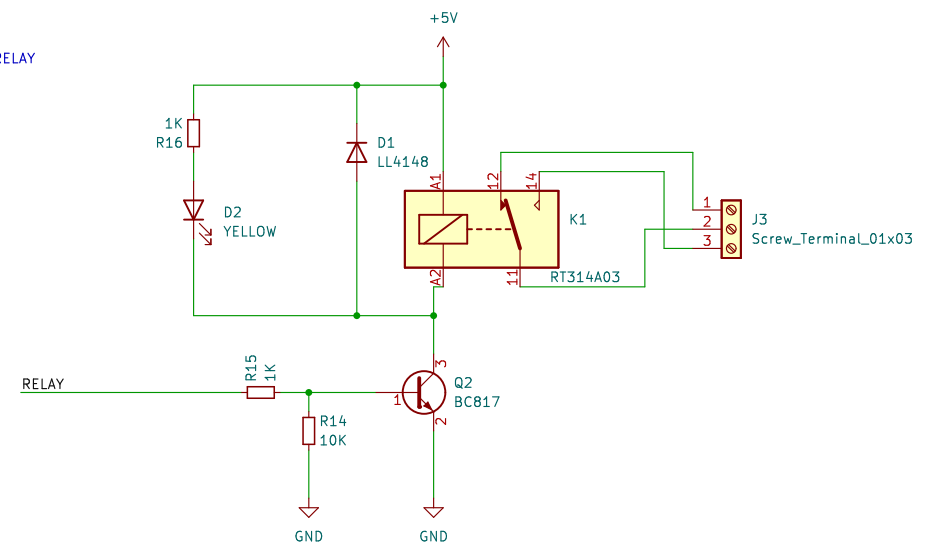 +5V
RELAY
1K
R16
D1
LL4148
D2
YELLOW
A1
12
14
K1
A2
11
RT314A03
1
2
3
J3
Screw_Terminal_01x03
RELAY
R15
1K
R14
10K
1
3
2
Q2
BC817
GND
GND